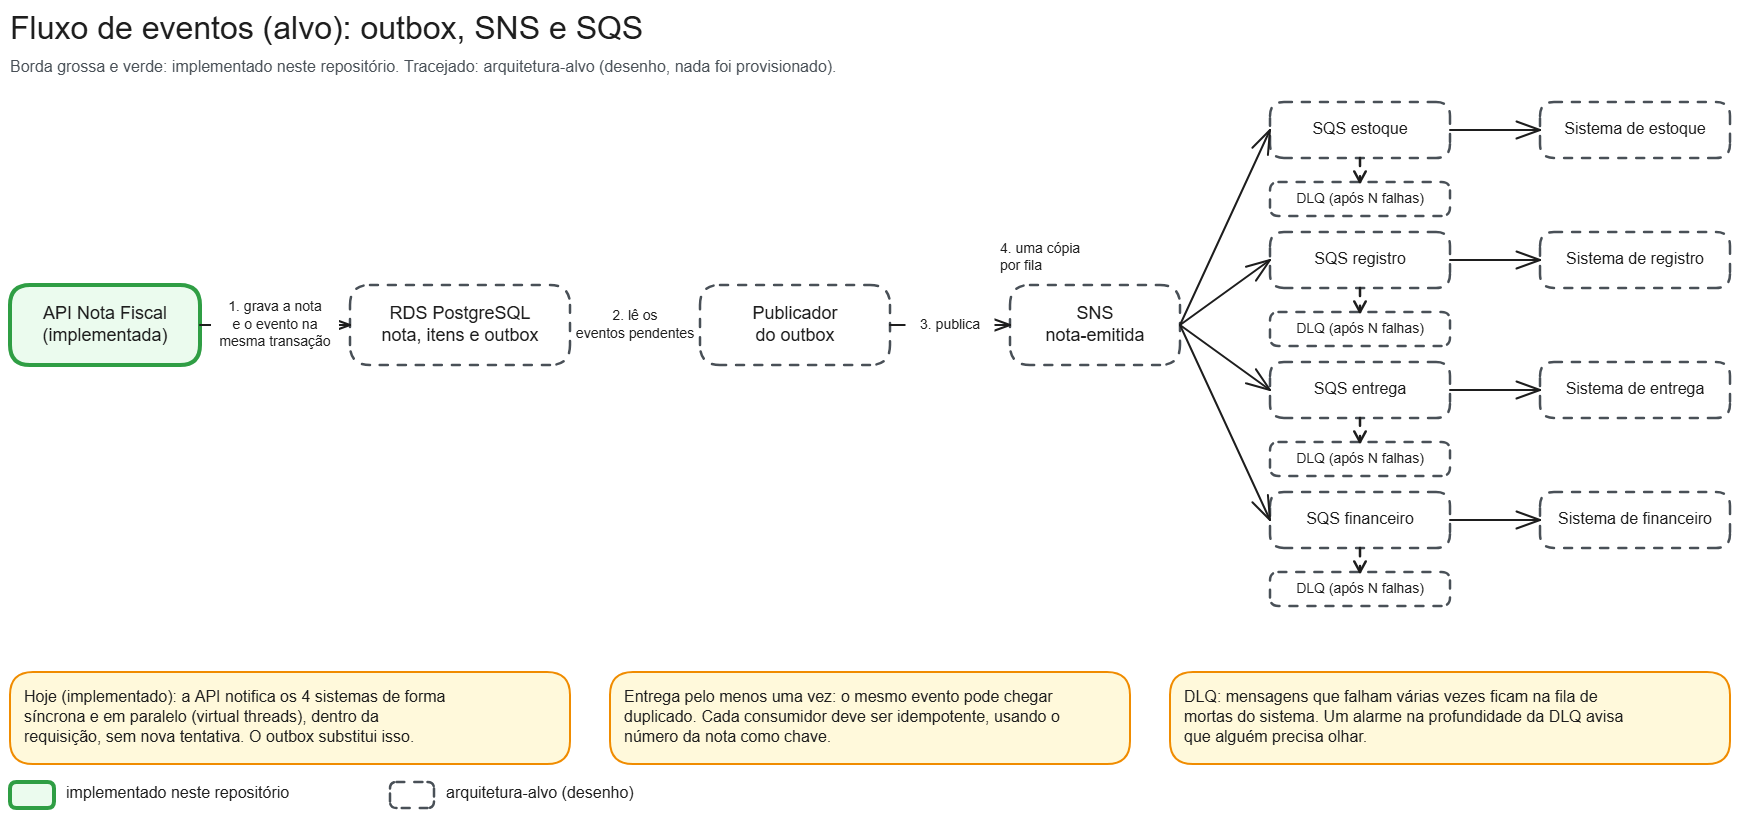 Fluxo de eventos (alvo): outbox, SNS e SQS
Borda grossa e verde: implementado neste repositório. Tracejado: arquitetura-alvo (desenho, nada foi provisionado).
API Nota Fiscal
(implementada)
1. grava a nota
e o evento na
mesma transação
RDS PostgreSQL
nota, itens e outbox
2. lê os
eventos pendentes
Publicador
do outbox
3. publica
4. uma cópia
por fila
SNS
nota-emitida
SQS estoque
Sistema de estoque
DLQ (após N falhas)
SQS registro
Sistema de registro
DLQ (após N falhas)
SQS entrega
Sistema de entrega
DLQ (após N falhas)
SQS financeiro
Sistema de financeiro
DLQ (após N falhas)
Hoje (implementado): a API notifica os 4 sistemas de forma
síncrona e em paralelo (virtual threads), dentro da
requisição, sem nova tentativa. O outbox substitui isso.
Entrega pelo menos uma vez: o mesmo evento pode chegar
duplicado. Cada consumidor deve ser idempotente, usando o
número da nota como chave.
DLQ: mensagens que falham várias vezes ficam na fila de
mortas do sistema. Um alarme na profundidade da DLQ avisa
que alguém precisa olhar.
implementado neste repositório
arquitetura-alvo (desenho)